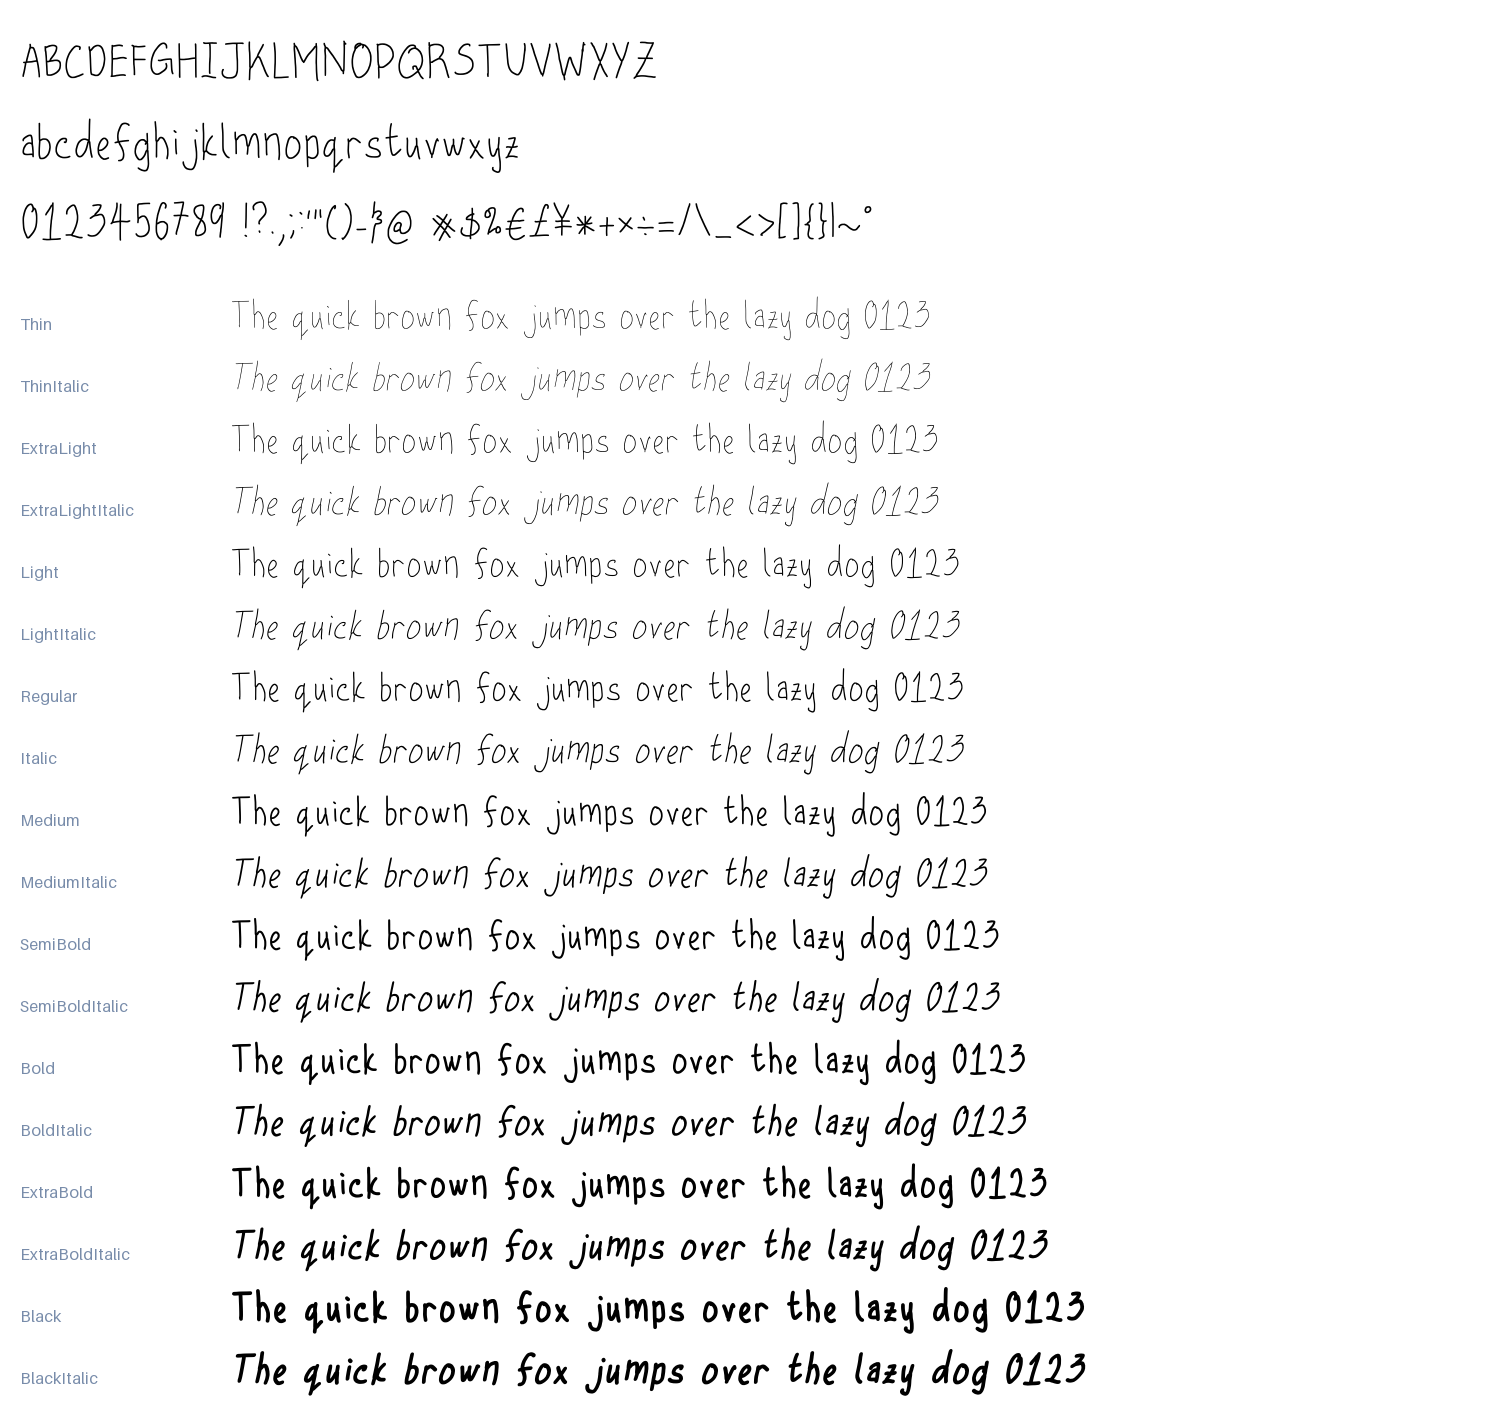 ABCDEFGHIJKLMNOPQRSTUVWXYZ
abcdefghijklmnopqrstuvwxyz
0123456789 !?.,;:'"()-&@ #$%€£¥*+×÷=/\_<>[]{}|~°
Thin The quick brown fox jumps over the lazy dog 0123
ThinItalic The quick brown fox jumps over the lazy dog 0123
ExtraLight The quick brown fox jumps over the lazy dog 0123
ExtraLightItalic The quick brown fox jumps over the lazy dog 0123
Light The quick brown fox jumps over the lazy dog 0123
LightItalic The quick brown fox jumps over the lazy dog 0123
Regular The quick brown fox jumps over the lazy dog 0123
Italic The quick brown fox jumps over the lazy dog 0123
Medium The quick brown fox jumps over the lazy dog 0123
MediumItalic The quick brown fox jumps over the lazy dog 0123
SemiBold The quick brown fox jumps over the lazy dog 0123
SemiBoldItalic The quick brown fox jumps over the lazy dog 0123
Bold The quick brown fox jumps over the lazy dog 0123
BoldItalic The quick brown fox jumps over the lazy dog 0123
ExtraBold The quick brown fox jumps over the lazy dog 0123
ExtraBoldItalic The quick brown fox jumps over the lazy dog 0123
Black The quick brown fox jumps over the lazy dog 0123
BlackItalic The quick brown fox jumps over the lazy dog 0123